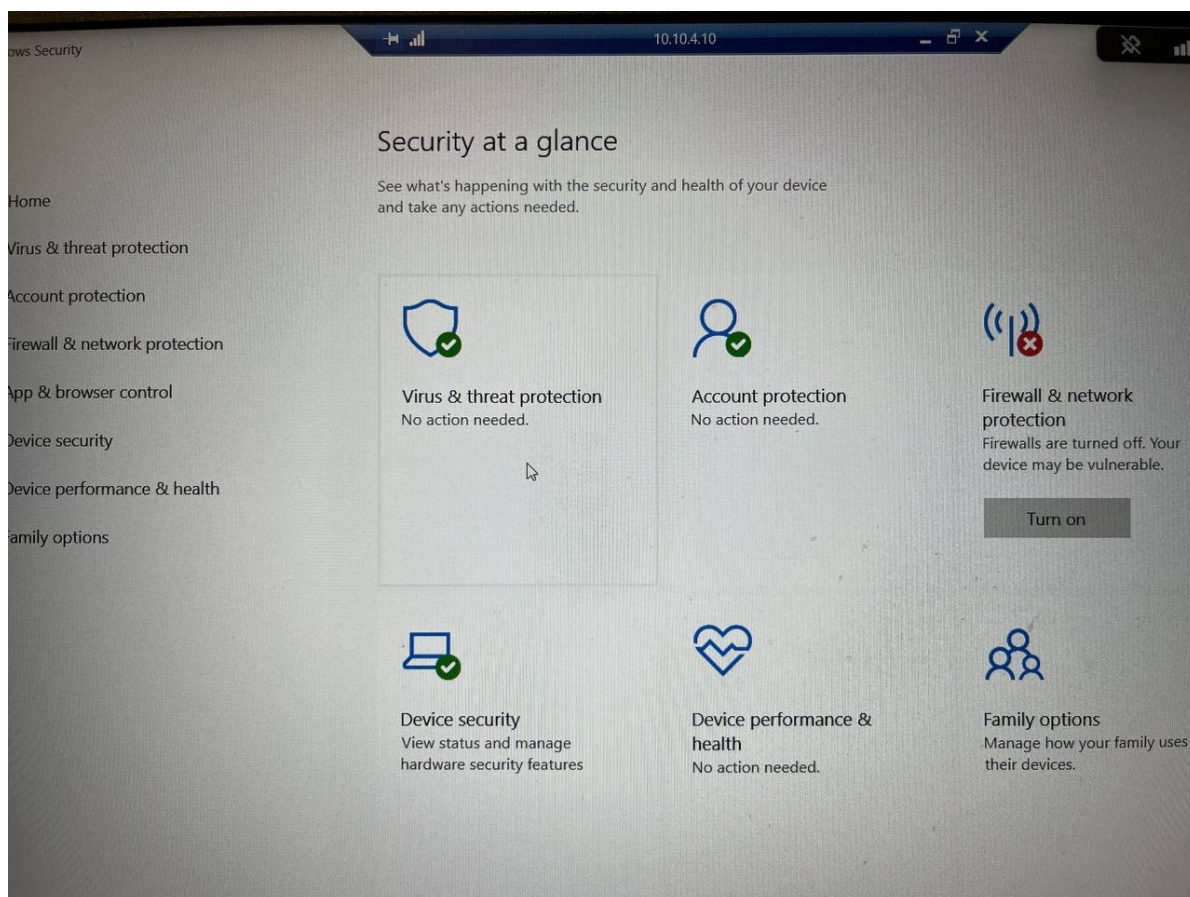 ows Security
10.10.4.10
Security at a glance
See what's happening with the security and health of your device
and take any actions needed.
Home
Virus & threat protection
Account protection
Firewall & network protection
App & browser control
Device security
Device performance & health
Family options
Virus & threat protection
No action needed.
Account protection
No action needed.
Firewall & network
protection
Firewalls are turned off. Your
device may be vulnerable.
Turn on
Device security
View status and manage
hardware security features
Device performance &
health
No action needed.
Family options
Manage how your family uses
their devices.